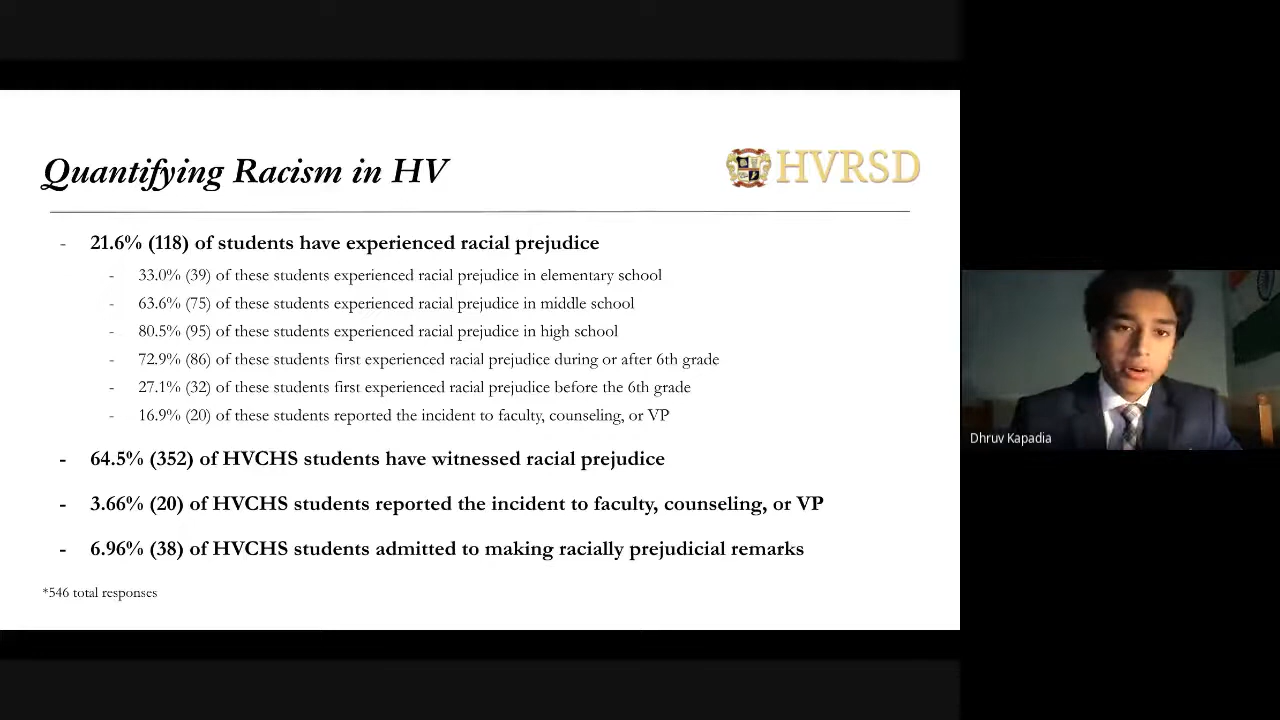 Quantifying Racism in HV
HVRSD
- 21.6% (118) of students have experienced racial prejudice
- 33.0% (39) of these students experienced racial prejudice in elementary school
- 63.6% (75) of these students experienced racial prejudice in middle school
- 80.5% (95) of these students experienced racial prejudice in high school
- 72.9% (86) of these students first experienced racial prejudice during or after 6th grade
- 27.1% (32) of these students first experienced racial prejudice before the 6th grade
- 16.9% (20) of these students reported the incident to faculty, counseling, or VP
- 64.5% (352) of HVCHS students have witnessed racial prejudice
- 3.66% (20) of HVCHS students reported the incident to faculty, counseling, or VP
- 6.96% (38) of HVCHS students admitted to making racially prejudicial remarks
*546 total responses
Dhruv Kapadia